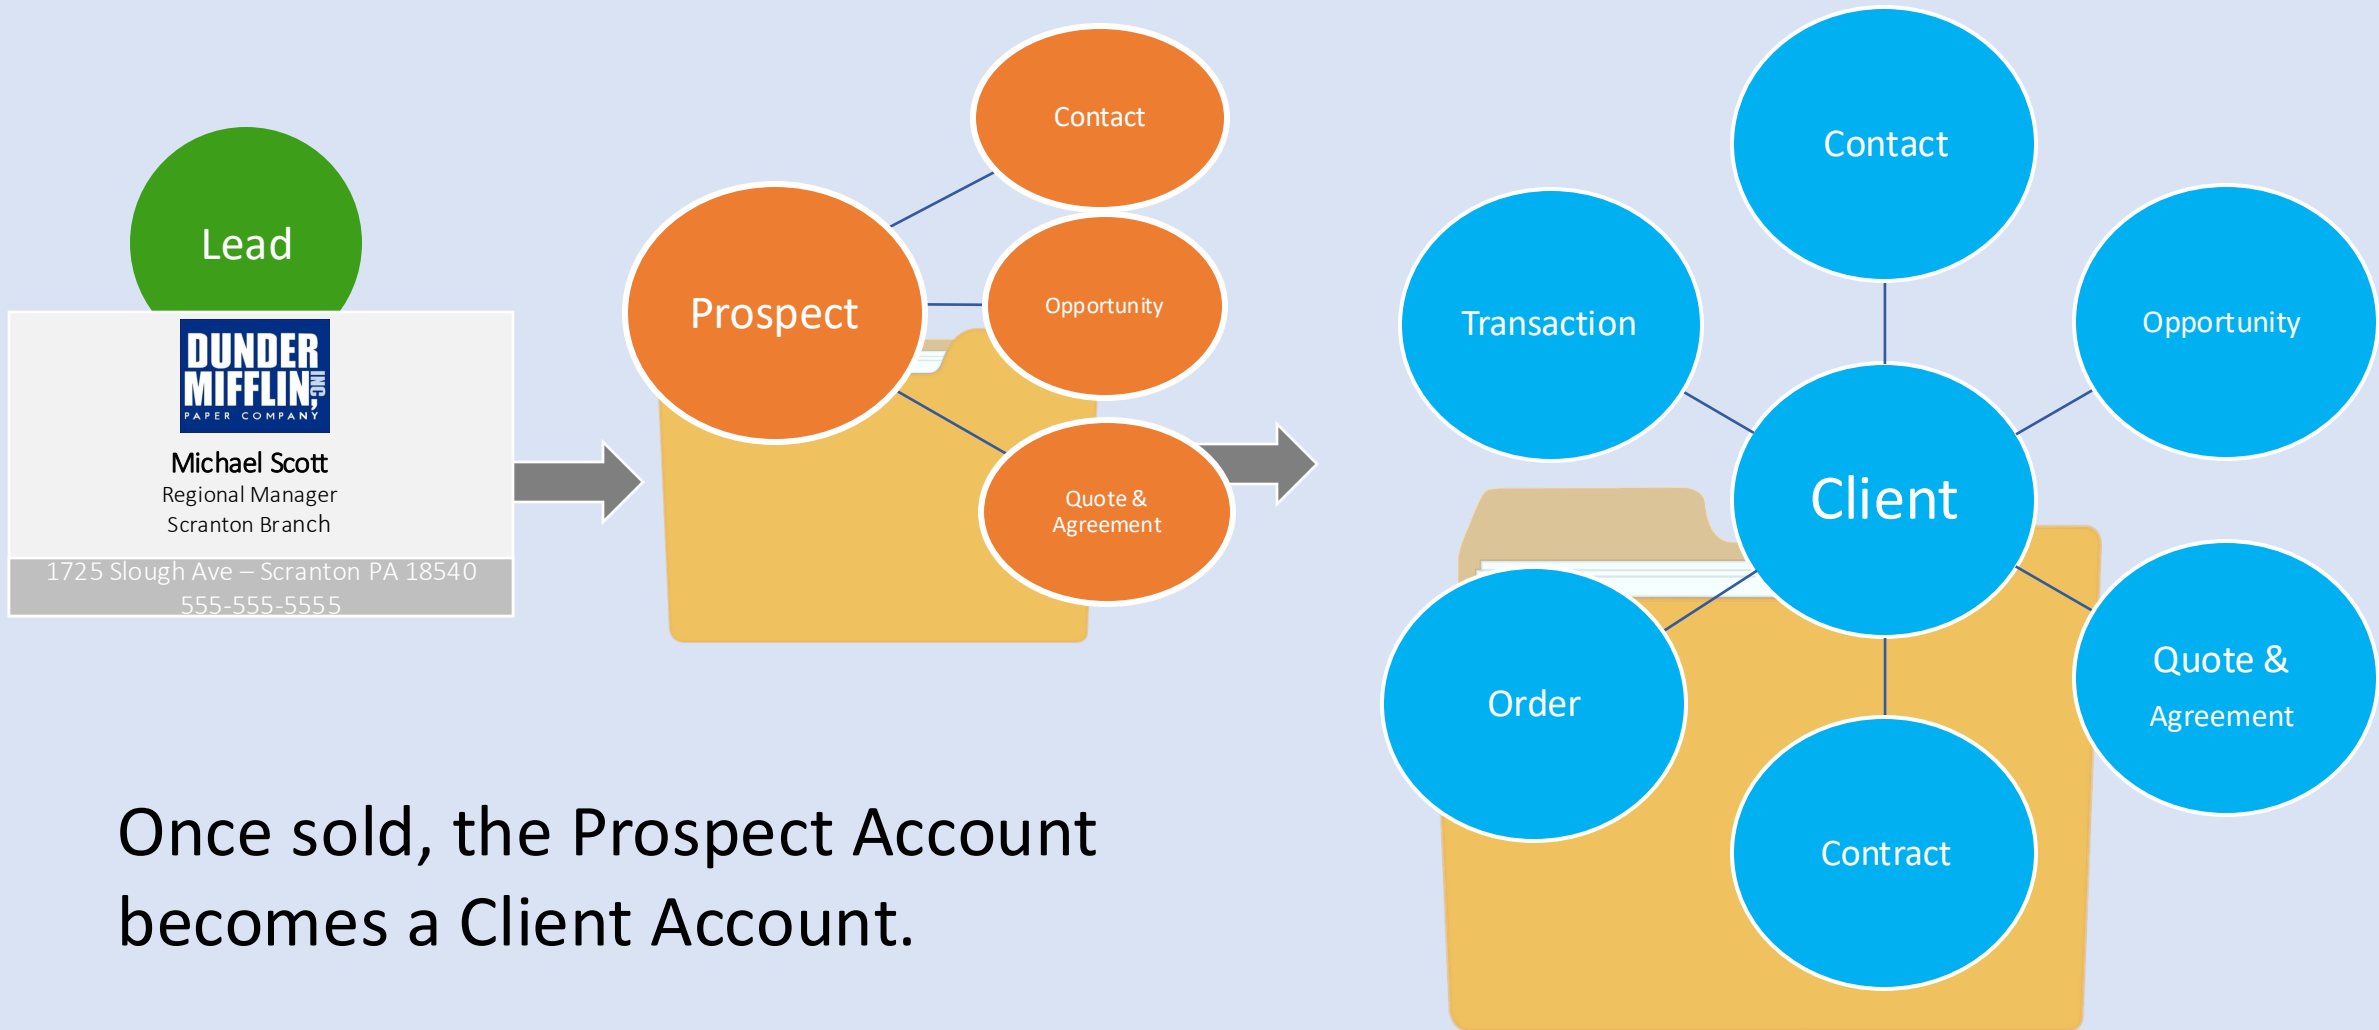 Lead
DUNDER
MIFFLIN, INC
PAPER COMPANY
Michael Scott
Regional Manager
Scranton Branch
1725 Slough Ave – Scranton PA 18540
555-555-5555
Prospect
Contact
Opportunity
Quote &
Agreement
Client
Contact
Opportunity
Quote &
Agreement
Contract
Order
Transaction
Once sold, the Prospect Account
becomes a Client Account.